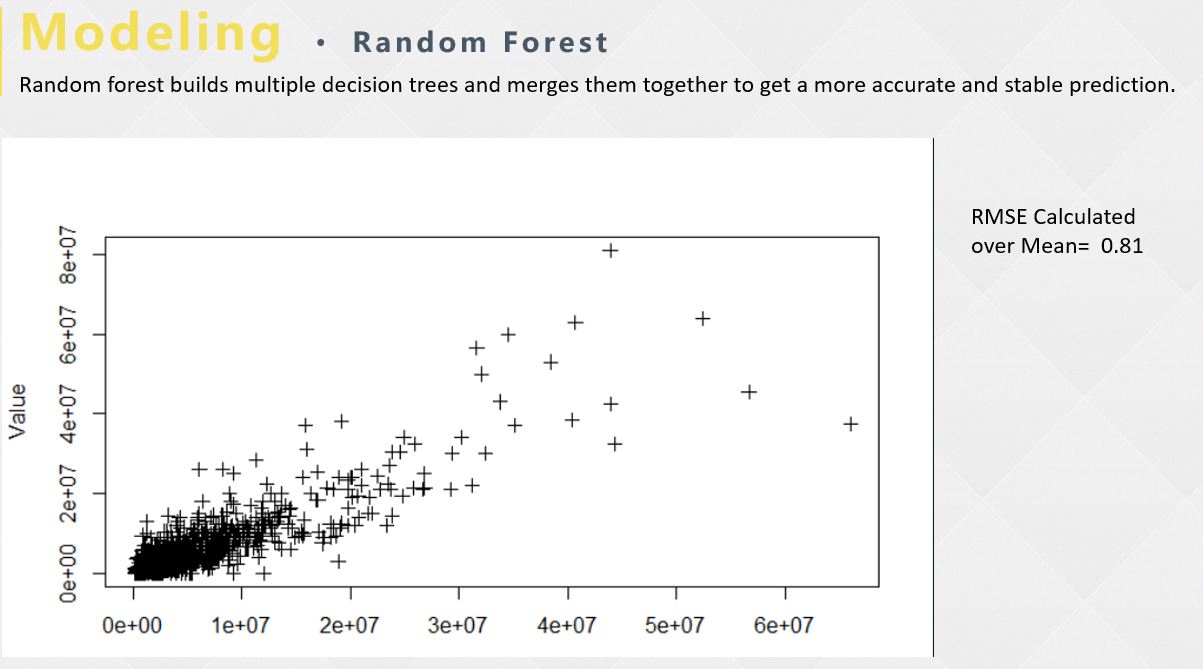 Modeling • Random Forest
Random forest builds multiple decision trees and merges them together to get a more accurate and stable prediction.
RMSE Calculated
over Mean= 0.81
Value
8e+07
6e+07
4e+07
2e+07
0e+00
0e+00 1e+07 2e+07 3e+07 4e+07 5e+07 6e+07